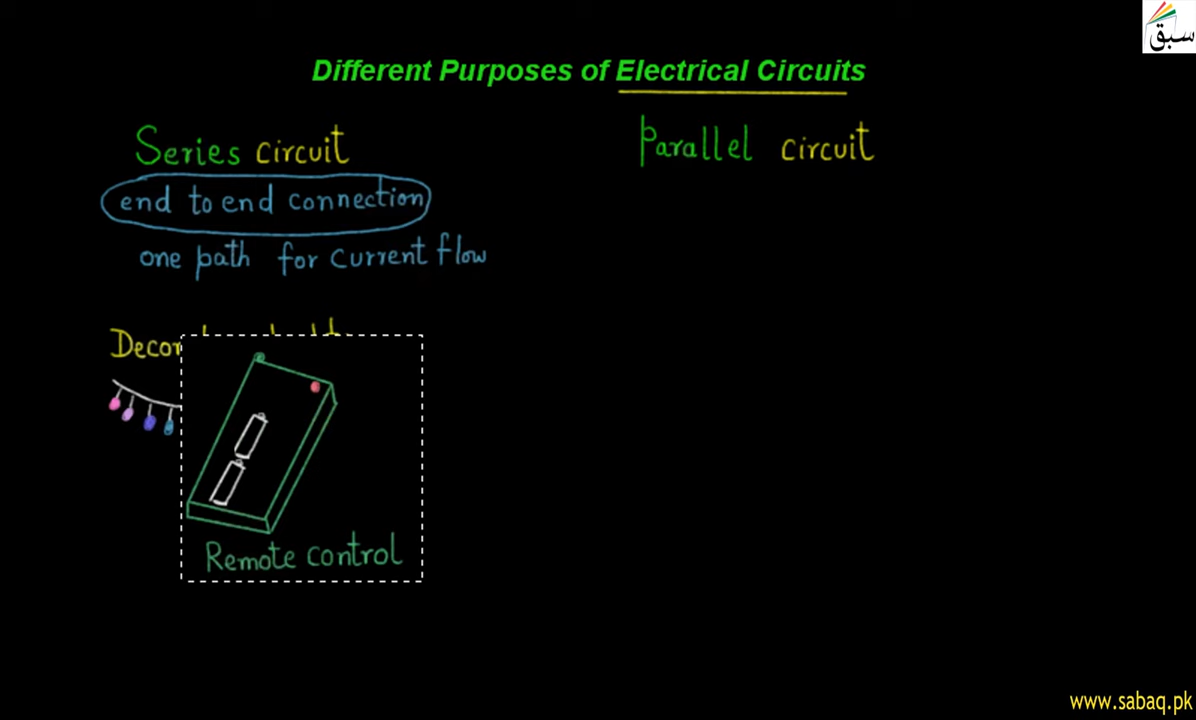 سبق
Different Purposes of Electrical Circuits
Series circuit
end to end connection
one path for current flow
Parallel circuit
Remote control
www.sabaq.pk